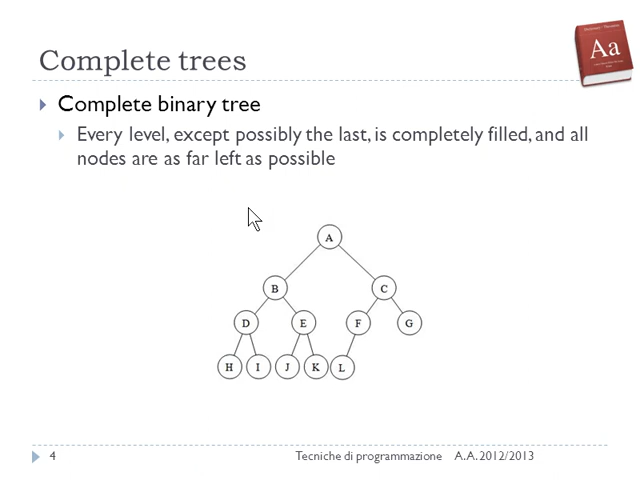 Complete trees
Aa
Complete binary tree
Every level, except possibly the last, is completely filled, and all
nodes are as far left as possible
A
B C
D E F G
H I J K L
4 Tecniche di programmazione A.A. 2012/2013